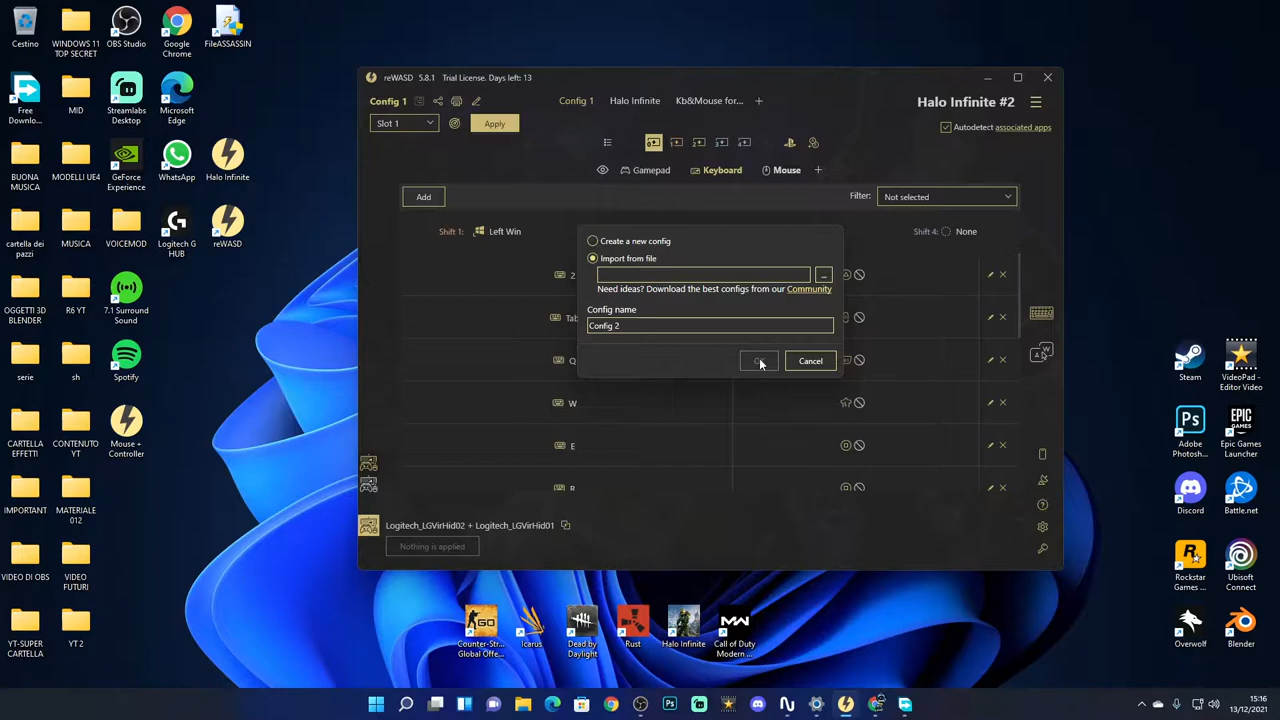 Cestino
WINDOWS 11 TOP SECRET
OBS Studio
Google Chrome
FileASSASSIN
Free Downlo...
MID
Streamlabs Desktop
Microsoft Edge
BUONA MUSICA
MODELLI UE4
GeForce Experience
WhatsApp
Halo Infinite
cartella dei pazzi
MUSICA
VOICEMOD
Logitech G HUB
reWASD
OGGETTI 3D BLENDER
R6 YT
7.1 Surround Sound
serie
sh
Spotify
CARTELLA EFFETTI
CONTENUTO YT
Mouse + Controller
IMPORTANT
MATERIALE 012
VIDEO DI OBS
VIDEO FUTURI
YT-SUPER CARTELLA
YT 2
reWASD 5.8.1 Trial License. Days left: 13
Config 1
Config 1 Halo Infinite Kb&Mouse for... +
Halo Infinite #2
Slot 1
Apply
Autodetect associated apps
Gamepad Keyboard Mouse +
Add
Filter: Not selected
Shift 1: Left Win
Shift 4: None
Create a new config
Import from file
...
Need ideas? Download the best configs from our Community
Config name
Config 2
Cancel
2
Tab
Q
W
E
R
Logitech_LGVirHid02 + Logitech_LGVirHid01
Nothing is applied
Counter-Str... Global Offe...
Icarus
Dead by Daylight
Rust
Halo Infinite
Call of Duty Modern ...
Steam
VideoPad - Editor Video
Adobe Photosh...
Epic Games Launcher
Discord
Battle.net
Rockstar Games ...
Ubisoft Connect
Overwolf
Blender
15:16
13/12/2021